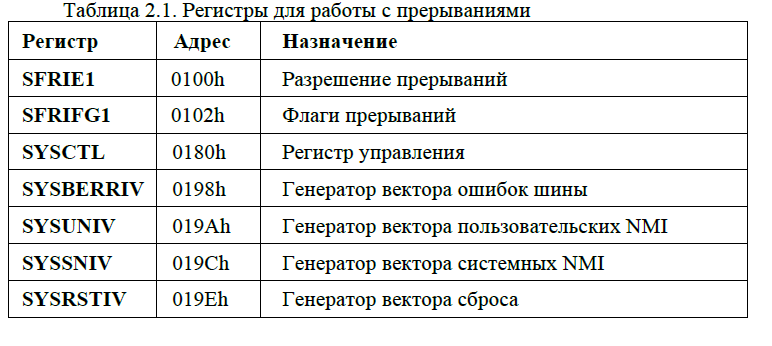 Таблица 2.1. Регистры для работы с прерываниями
Регистр Адрес Назначение
SFRIE1 0100h Разрешение прерываний
SFRIFG1 0102h Флаги прерываний
SYSCTL 0180h Регистр управления
SYSBERRIV 0198h Генератор вектора ошибок шины
SYSUNIV 019Ah Генератор вектора пользовательских NMI
SYSSNIV 019Ch Генератор вектора системных NMI
SYSRSTIV 019Eh Генератор вектора сброса